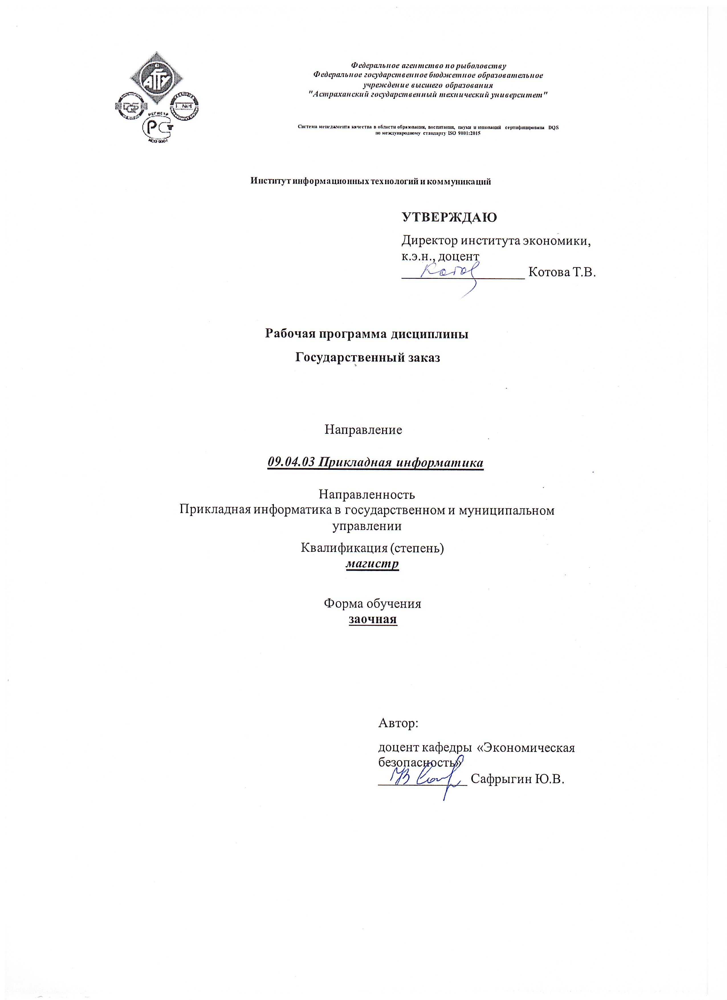 АГТУ
РЕГИСТР
Федеральное агентство по рыболовству
Федеральное государственное бюджетное образовательное
учреждение высшего образования
"Астраханский государственный технический университет"
Система менеджмента качества в области образования, воспитания, науки и инноваций сертифицирована DQS
по международному стандарту ISO 9001:2015
Институт информационных технологий и коммуникаций
УТВЕРЖДАЮ
Директор института экономики,
к.э.н., доцент
Котова Т.В.
Рабочая программа дисциплины
Государственный заказ
Направление
09.04.03 Прикладная информатика
Направленность
Прикладная информатика в государственном и муниципальном
управлении
Квалификация (степень)
магистр
Форма обучения
заочная
Автор:
доцент кафедры «Экономическая
безопасность»
Сафрыгин Ю.В.